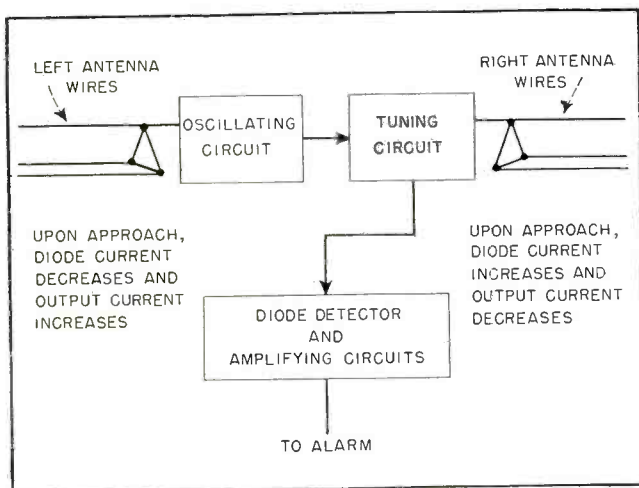 LEFT ANTENNA
WIRES
RIGHT ANTENNA
WIRES
OSCILLATING
CIRCUIT
TUNING
CIRCUIT
UPON APPROACH,
DIODE CURRENT
DECREASES AND
OUTPUT CURRENT
INCREASES
UPON APPROACH,
DIODE CURRENT
INCREASES AND
OUTPUT CURRENT
DECREASES
DIODE DETECTOR
AND
AMPLIFYING CIRCUITS
TO ALARM